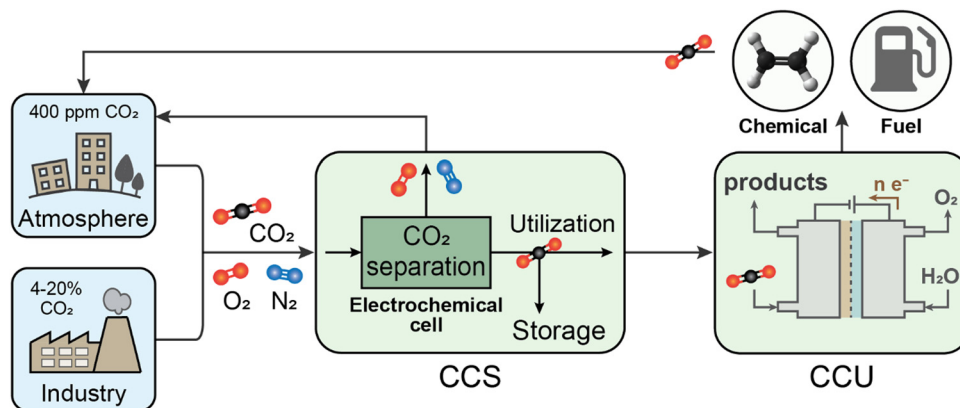 400 ppm CO₂
Atmosphere
4-20%
CO₂
Industry
CO₂
O₂ N₂
CO₂
separation
Electrochemical
cell
Utilization
Storage
CCS
Chemical
Fuel
products
n e⁻
O₂
H₂O
CCU